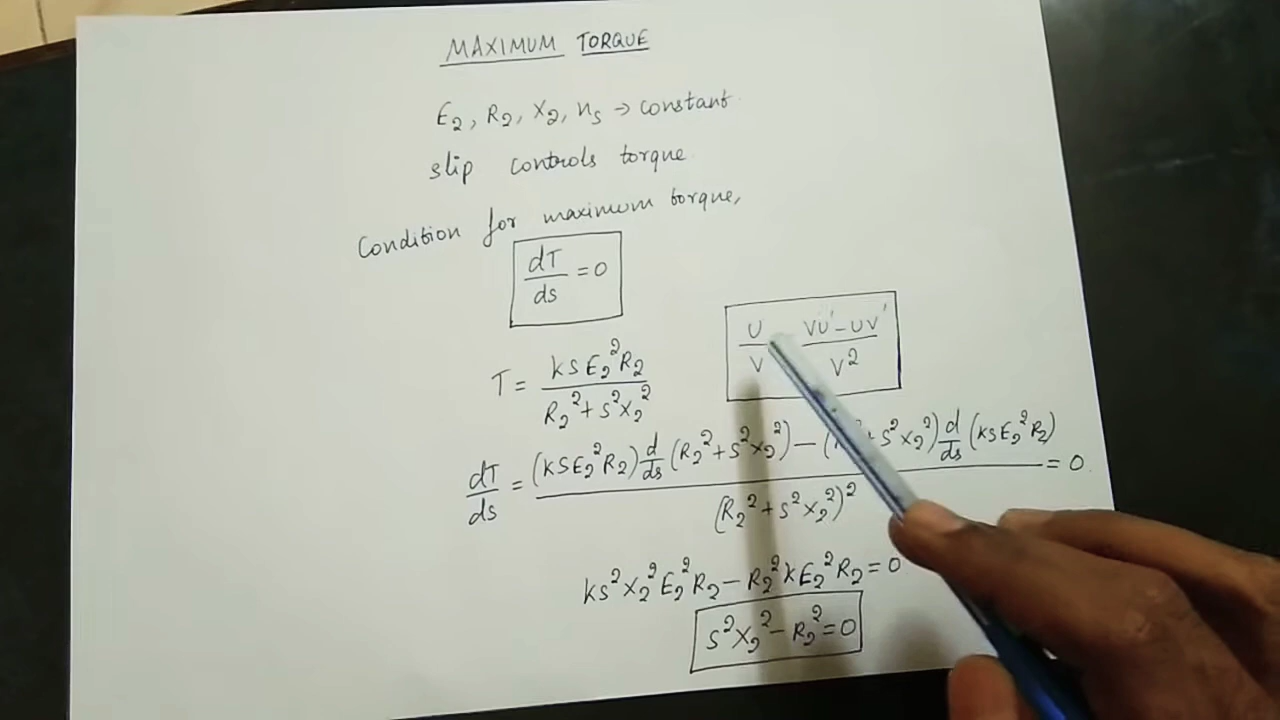 MAXIMUM TORQUE
E₂, R₂, X₂, nₛ → constant
slip controls torque
Condition for maximum torque,
dT/ds = 0
U/V VU' - UV'/V²
T = KSE₂²R₂/R₂² + s²X₂²
dT/ds = (KSE₂²R₂) d/ds (R₂² + s²X₂²) - ( + s²X₂²) d/ds (KSE₂²R₂)/(R₂² + s²X₂²)² = 0
Ks²X₂²E₂²R₂ - R₂²KE₂²R₂ = 0
s²X₂² - R₂² = 0